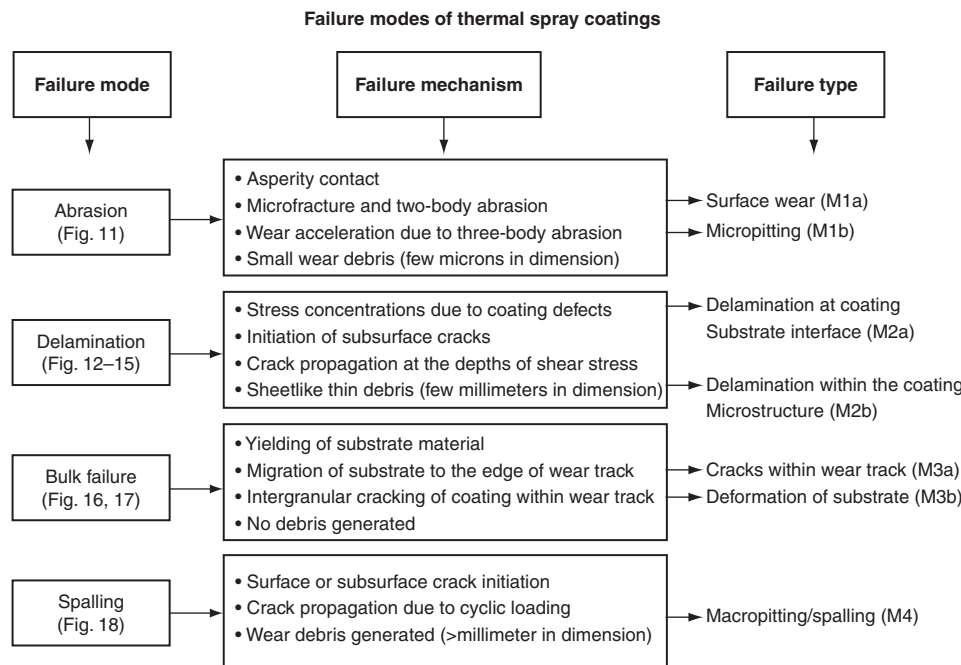 Failure modes of thermal spray coatings
Failure mode
Failure mechanism
Failure type
Abrasion
(Fig. 11)
• Asperity contact
• Microfracture and two-body abrasion
• Wear acceleration due to three-body abrasion
• Small wear debris (few microns in dimension)
Surface wear (M1a)
Micropitting (M1b)
Delamination
(Fig. 12–15)
• Stress concentrations due to coating defects
• Initiation of subsurface cracks
• Crack propagation at the depths of shear stress
• Sheetlike thin debris (few millimeters in dimension)
Delamination at coating
Substrate interface (M2a)
Delamination within the coating
Microstructure (M2b)
Bulk failure
(Fig. 16, 17)
• Yielding of substrate material
• Migration of substrate to the edge of wear track
• Intergranular cracking of coating within wear track
• No debris generated
Cracks within wear track (M3a)
Deformation of substrate (M3b)
Spalling
(Fig. 18)
• Surface or subsurface crack initiation
• Crack propagation due to cyclic loading
• Wear debris generated (>millimeter in dimension)
Macropitting/spalling (M4)